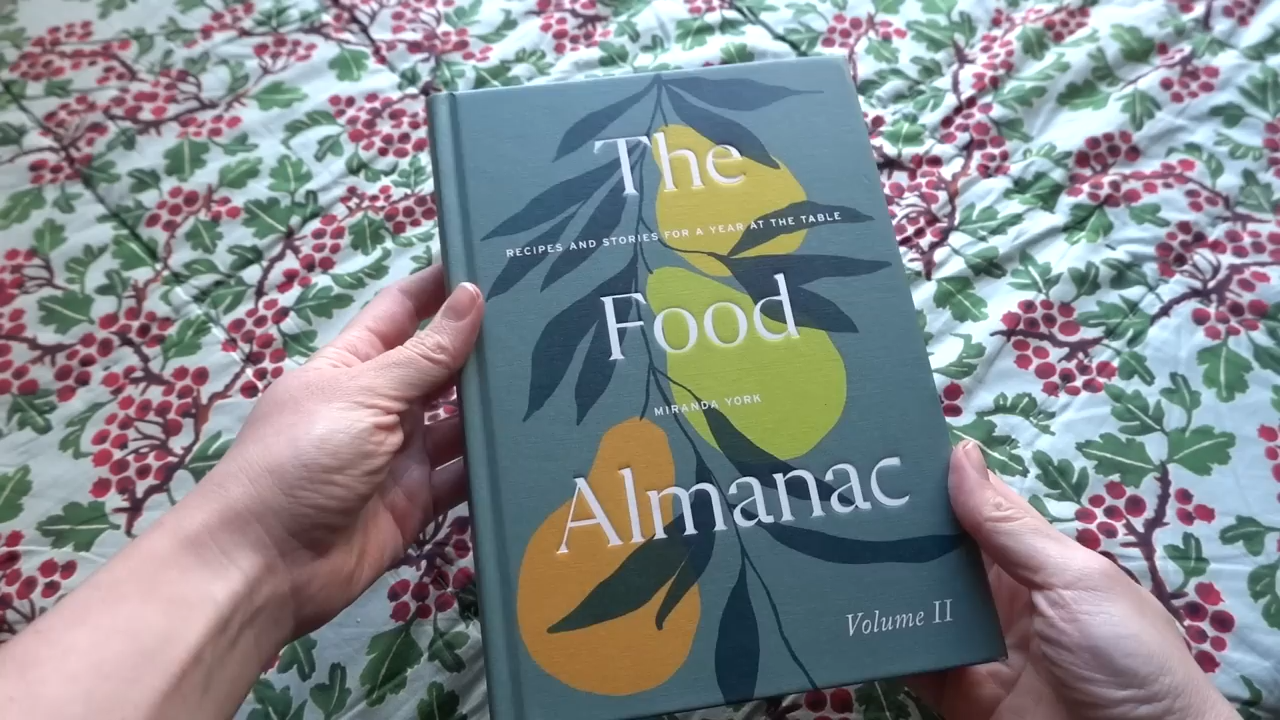 The
RECIPES AND STORIES FOR A YEAR AT THE TABLE
Food
MIRANDA YORK
Almanac
Volume II